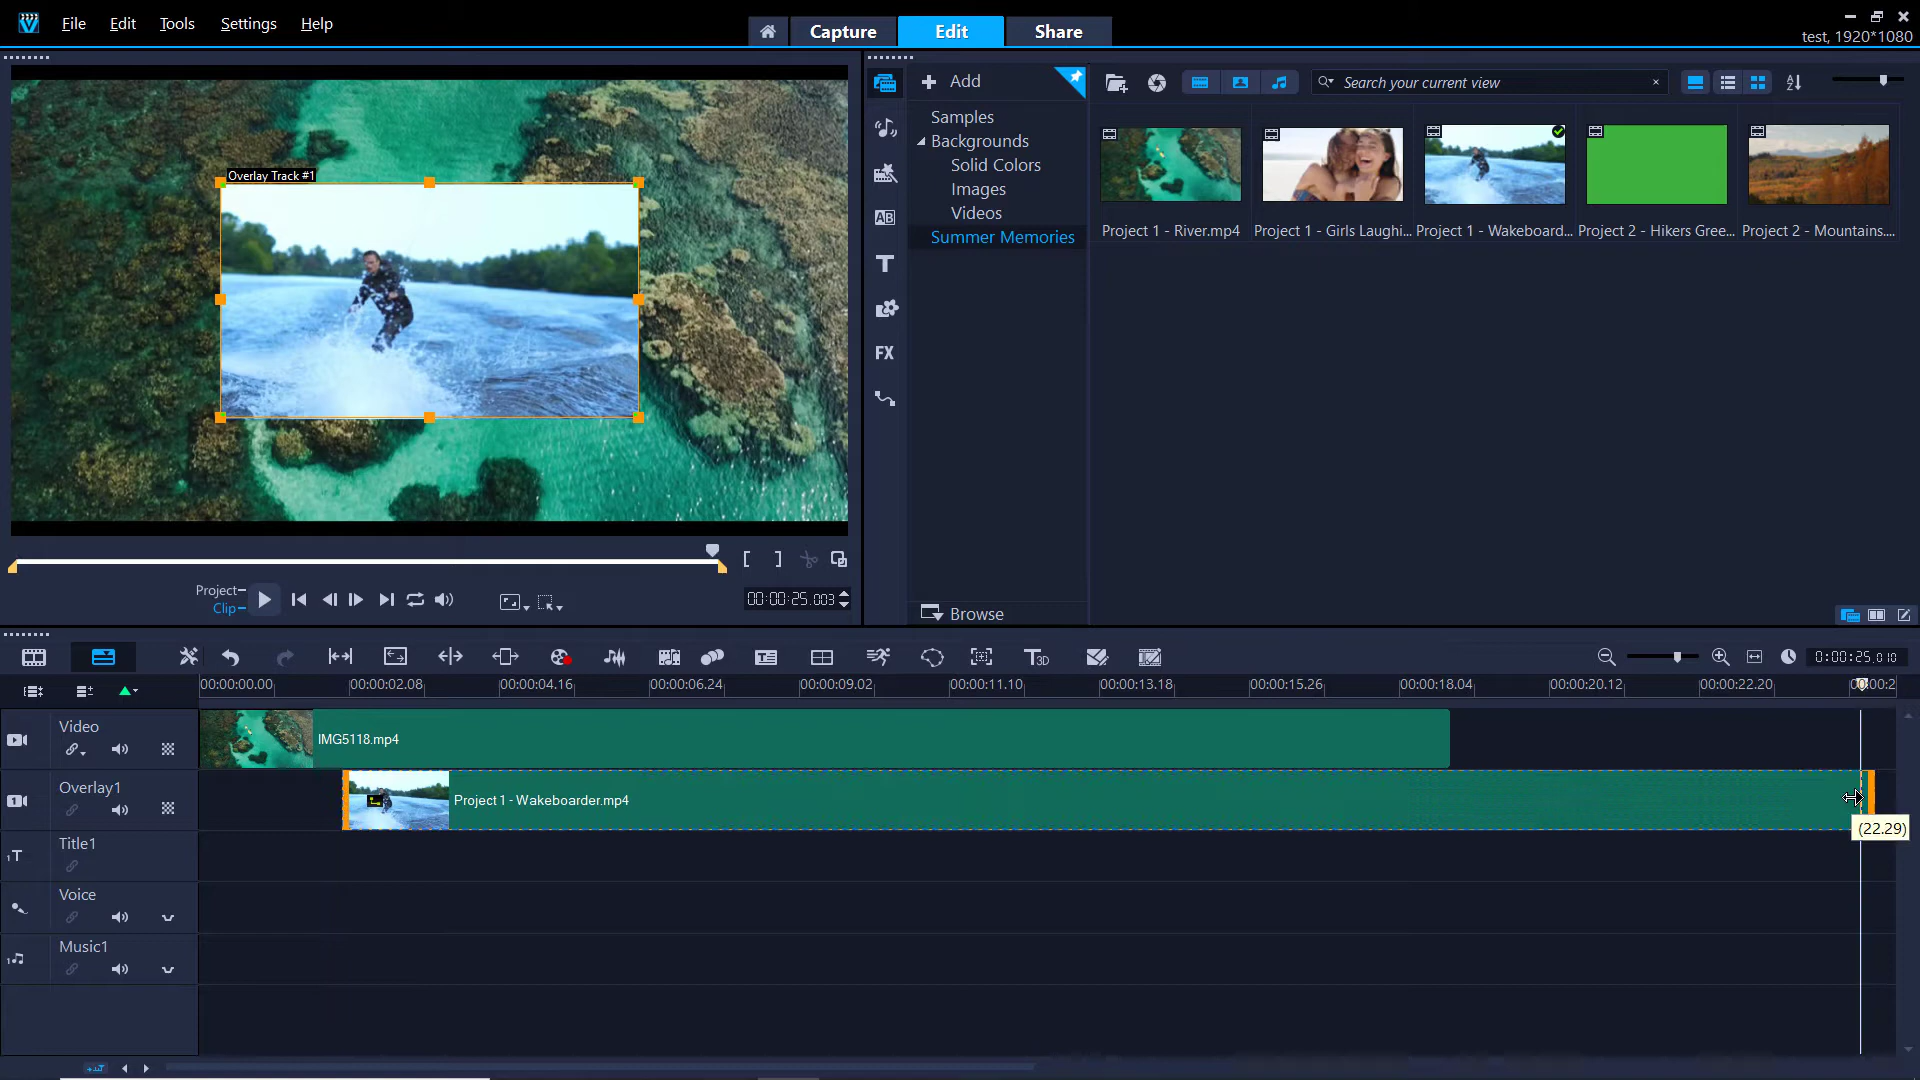 File Edit Tools Settings Help
Capture Edit Share
test, 1920*1080
Overlay Track #1
Add
Samples
Backgrounds
Solid Colors
Images
Videos
Summer Memories
Browse
Search your current view
Project 1 - River.mp4
Project 1 - Girls Laughi...
Project 1 - Wakeboard...
Project 2 - Hikers Gree...
Project 2 - Mountains....
AB
T
FX
Project
Clip
[ ]
00:00:25.003
T3D
0:00:25.010
00:00:00.00 00:00:02.08 00:00:04.16 00:00:06.24 00:00:09.02 00:00:11.10 00:00:13.18 00:00:15.26 00:00:18.04 00:00:20.12 00:00:22.20
Video
IMG5118.mp4
Overlay1
1
Project 1 - Wakeboarder.mp4
(22.29)
Title1
1T
Voice
Music1
1